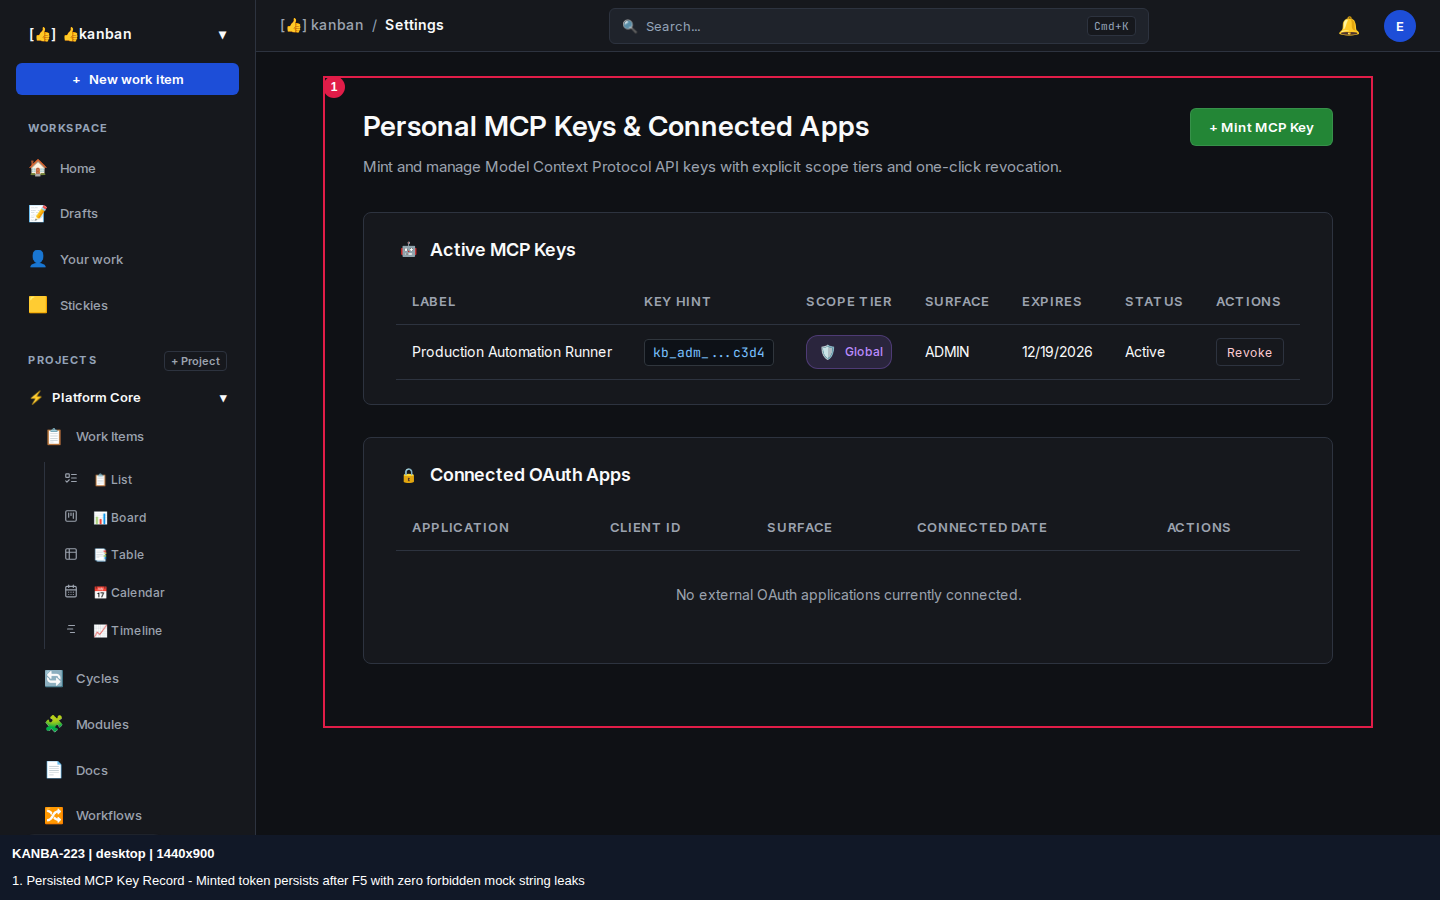 [👍] 👍kanban ▼
[👍] kanban / Settings
🔍 Search... Cmd+K
🔔 E
+ New work item
WORKSPACE
🏠 Home
📝 Drafts
👤 Your work
🟨 Stickies
PROJECTS + Project
⚡ Platform Core ▼
📋 Work Items
📋 List
📊 Board
📑 Table
📅 Calendar
📈 Timeline
🔄 Cycles
🧩 Modules
📄 Docs
🔀 Workflows
1
Personal MCP Keys & Connected Apps
+ Mint MCP Key
Mint and manage Model Context Protocol API keys with explicit scope tiers and one-click revocation.
🤖 Active MCP Keys
LABEL KEY HINT SCOPE TIER SURFACE EXPIRES STATUS ACTIONS
Production Automation Runner kb_adm_...c3d4 🛡️ Global ADMIN 12/19/2026 Active Revoke
🔒 Connected OAuth Apps
APPLICATION CLIENT ID SURFACE CONNECTED DATE ACTIONS
No external OAuth applications currently connected.
KANBA-223 | desktop | 1440x900
1. Persisted MCP Key Record - Minted token persists after F5 with zero forbidden mock string leaks